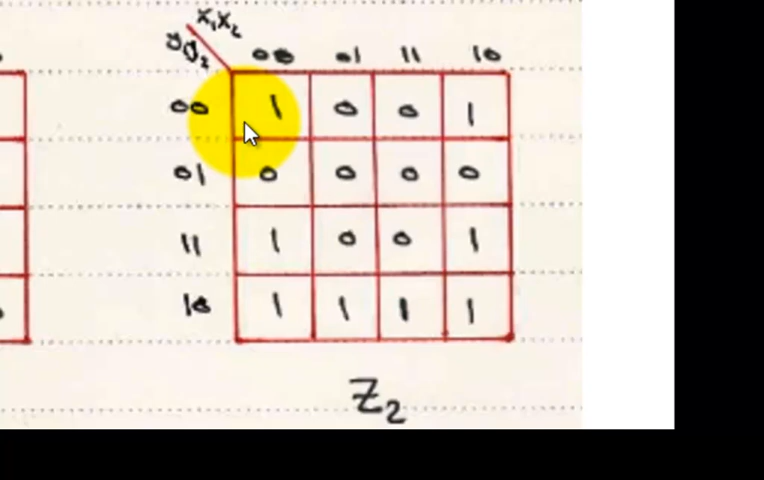 x₁x₂
y₁y₂ 00 01 11 10
00 1 0 0 1
01 0 0 0 0
11 1 0 0 1
10 1 1 1 1
Z₂